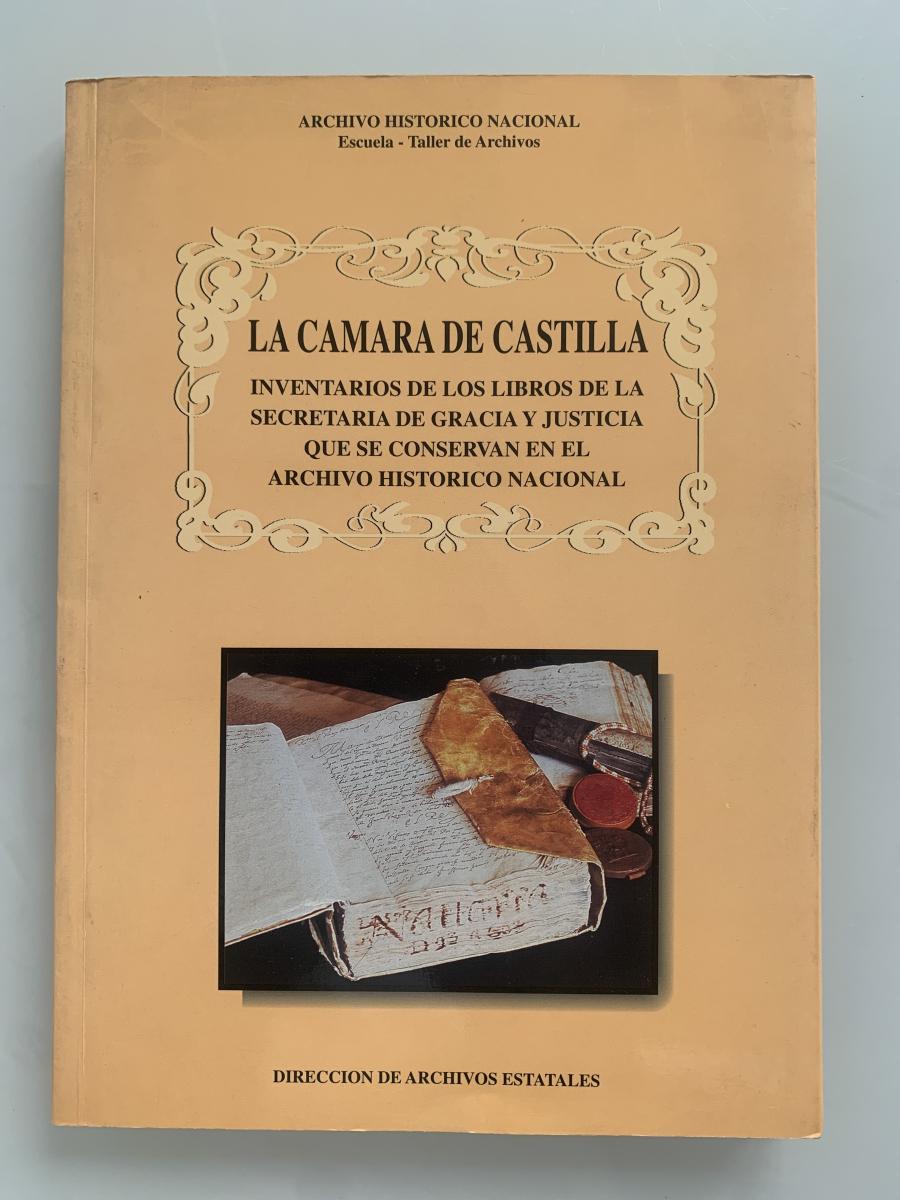 ARCHIVO HISTORICO NACIONAL
Escuela - Taller de Archivos
LA CAMARA DE CASTILLA
INVENTARIOS DE LOS LIBROS DE LA
SECRETARIA DE GRACIA Y JUSTICIA
QUE SE CONSERVAN EN EL
ARCHIVO HISTORICO NACIONAL
DIRECCION DE ARCHIVOS ESTATALES